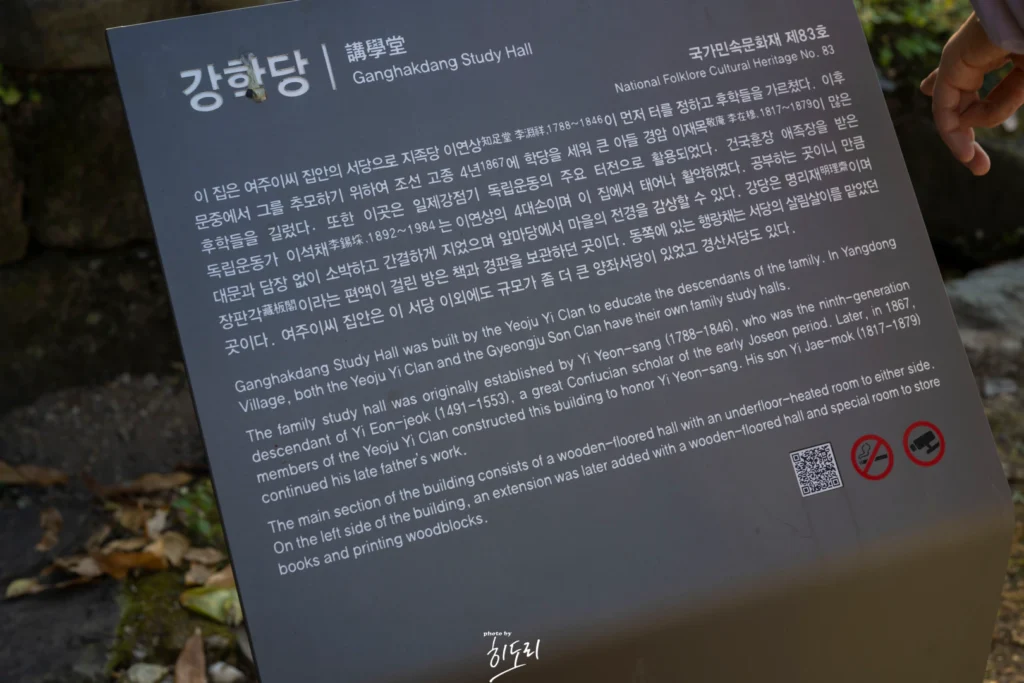 강학당
講學堂
Ganghakdang Study Hall
국가민속문화재 제83호
National Folklore Cultural Heritage No. 83
이 집은 여주이씨 집안의 서당으로 지족당 이연상知足堂 李淵祥,1788~1846이 먼저 터를 정하고 후학들을 가르쳤다. 이후
문중에서 그를 추모하기 위하여 조선 고종 4년1867에 학당을 세워 큰 아들 경암 이재목敬庵 李在穆, 1817~1879이 많은
후학들을 길렀다. 또한 이곳은 일제강점기 독립운동의 주요 터전으로 활용되었다. 건국훈장 애족장을 받은
독립운동가 이석채李錫埰,1892~1984는 이연상의 4대손이며 이 집에서 태어나 활약하였다. 공부하는 곳이니 만큼
대문과 담장 없이 소박하고 간결하게 지었으며 앞마당에서 마을의 전경을 감상할 수 있다. 강당은 명리재明理齋이며
장판각藏板閣이라는 편액이 걸린 방은 책과 경판을 보관하던 곳이다. 동쪽에 있는 행랑채는 서당의 살림살이를 맡았던
곳이다. 여주이씨 집안은 이 서당 이외에도 규모가 좀 더 큰 양좌서당이 있었고 경산서당도 있다.
Ganghakdang Study Hall was built by the Yeoju Yi Clan to educate the descendants of the family. In Yangdong
Village, both the Yeoju Yi Clan and the Gyeongju Son Clan have their own family study halls.
The family study hall was originally established by Yi Yeon-sang (1788-1846), who was the ninth-generation
descendant of Yi Eon-jeok (1491-1553), a great Confucian scholar of the early Joseon period. Later, in 1867,
members of the Yeoju Yi Clan constructed this building to honor Yi Yeon-sang. His son Yi Jae-mok (1817-1879)
continued his late father's work.
The main section of the building consists of a wooden-floored hall with an underfloor-heated room to either side.
On the left side of the building, an extension was later added with a wooden-floored hall and special room to store
books and printing woodblocks.
photo by
히도리